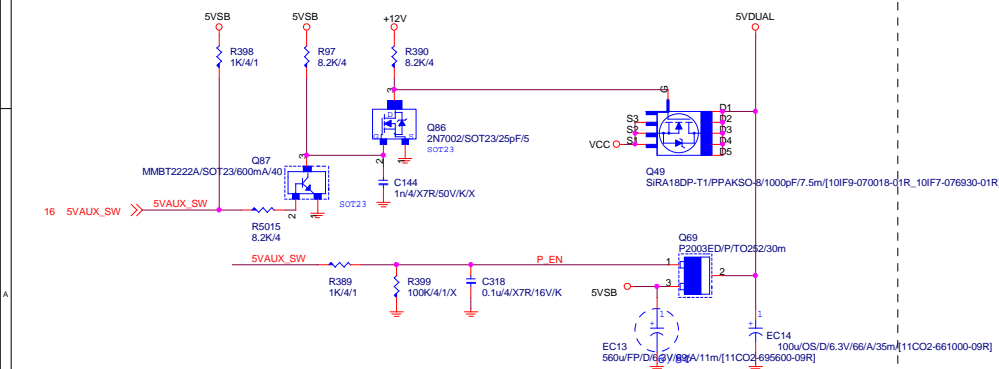 5VSB
5VSB
+12V
5VDUAL
R398
1K/4/1
R97
8.2K/4
R390
8.2K/4
3
G
D
G
S
Q86
2N7002/SOT23/25pF/5
SOT23
2
1
S3
S2
S1
D1
D2
D3
D4
D5
VCC
Q49
SiRA18DP-T1/PPAKSO-8/1000pF/7.5m/[10IF9-070018-01R_10IF7-076930-01R
Q87
MMBT2222A/SOT23/600mA/40
3
2
1
SOT23
C144
1n/4/X7R/50V/K/X
16 5VAUX_SW
5VAUX_SW
R5015
8.2K/4
5VAUX_SW
R389
1K/4/1
R399
100K/4/1/X
C318
0.1u/4/X7R/16V/K
P_EN
Q69
P2003ED/P/TO252/30m
1
2
3
5VSB
A
1
+
EC13
560u/FP/D/6.3V/69/A/11m/[11CO2-695600-09R]
1
+
EC14
100u/OS/D/6.3V/66/A/35m/[11CO2-661000-09R]